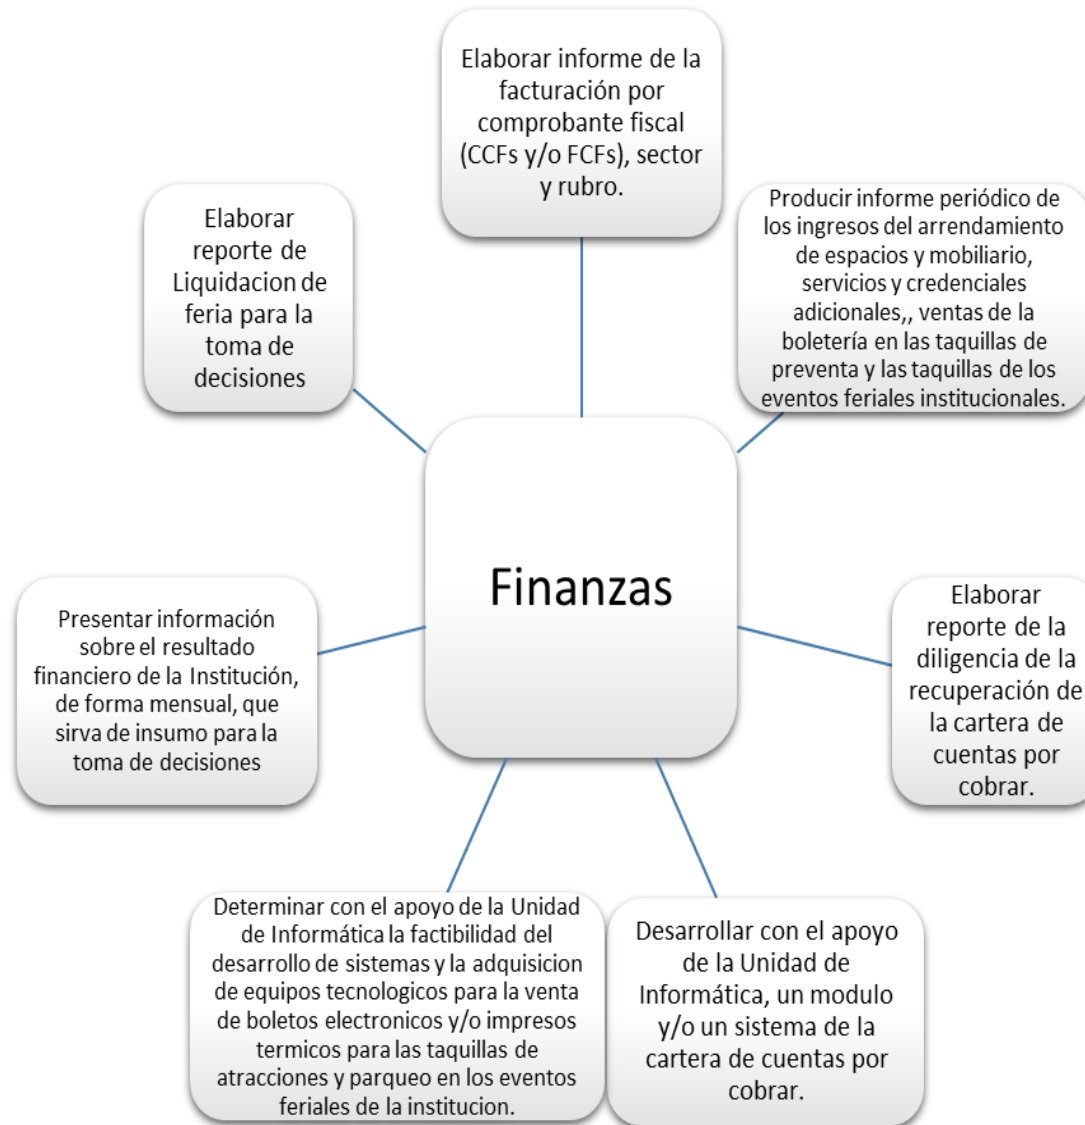 Elaborar informe de la
facturación por
comprobante fiscal
(CCFs y/o FCFs), sector
y rubro.
Producir informe periódico de
los ingresos del arrendamiento
de espacios y mobiliario,
servicios y credenciales
adicionales,, ventas de la
boletería en las taquillas de
preventa y las taquillas de los
eventos feriales institucionales.
Elaborar
reporte de la
diligencia de la
recuperación de
la cartera de
cuentas por
cobrar.
Desarrollar con el apoyo
de la Unidad de
Informática, un modulo
y/o un sistema de la
cartera de cuentas por
cobrar.
Determinar con el apoyo de la Unidad
de Informática la factibilidad del
desarrollo de sistemas y la adquisicion
de equipos tecnologicos para la venta
de boletos electronicos y/o impresos
termicos para las taquillas de
atracciones y parqueo en los eventos
feriales de la institucion.
Presentar información
sobre el resultado
financiero de la Institución,
de forma mensual, que
sirva de insumo para la
toma de decisiones
Elaborar
reporte de
Liquidacion de
feria para la
toma de
decisiones
Finanzas